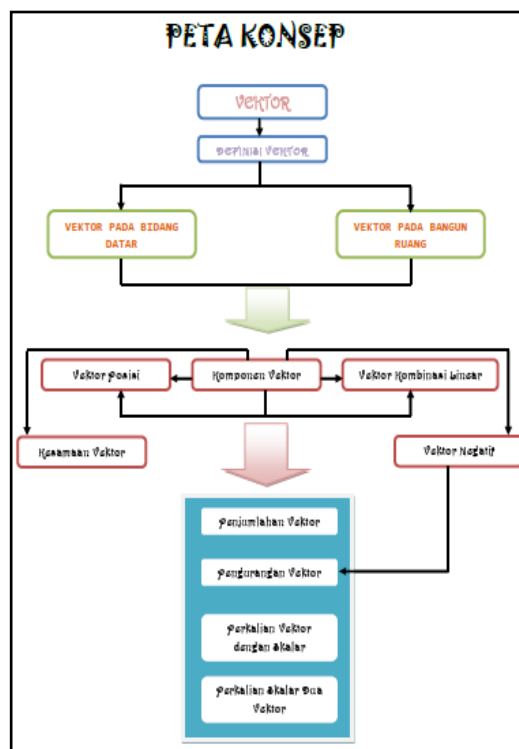 PETA KONSEP
VEKTOR
DEFINISI VEKTOR
VEKTOR PADA BIDANG
DATAR
VEKTOR PADA BANGUN
RUANG
Vektor Posisi
Komponen Vektor
Vektor Kombinasi Linear
Kesamaan Vektor
Vektor Negatif
Penjumlahan Vektor
Pengurangan Vektor
Perkalian Vektor
dengan Skalar
Perkalian Skalar Dua
Vektor